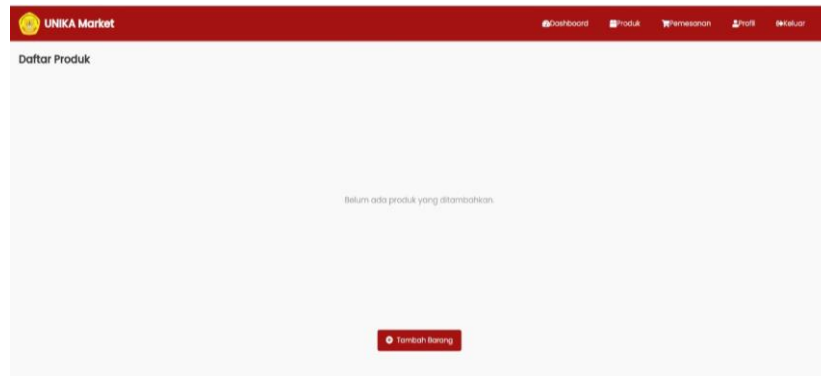 UNIKA Market
Dashboard Produk Pemesanan Profil Keluar
Daftar Produk
Belum ada produk yang ditambahkan.
Tambah Barang